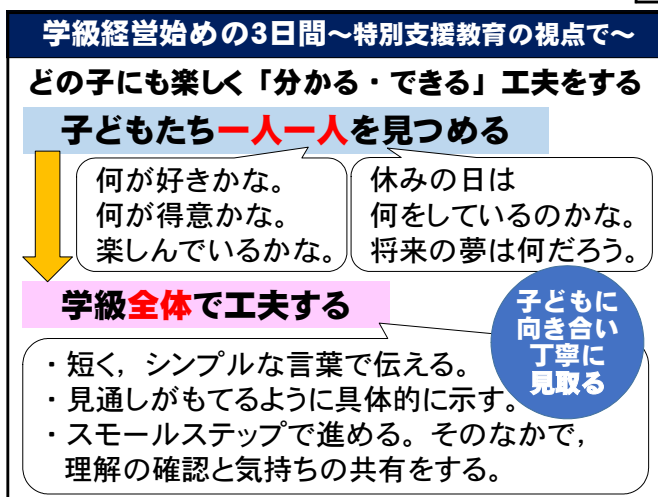 学級経営始めの3日間～特別支援教育の視点で～
どの子にも楽しく「分かる・できる」工夫をする
子どもたち一人一人を見つめる
何が好きかな。
何が得意かな。
楽しんでいるかな。
休みの日は
何をしているのかな。
将来の夢は何だろう。
学級全体で工夫する
子どもに
向き合い
丁寧に
見取る
・短く，シンプルな言葉で伝える。
・見通しがもてるように具体的に示す。
・スモールステップで進める。そのなかで，
理解の確認と気持ちの共有をする。